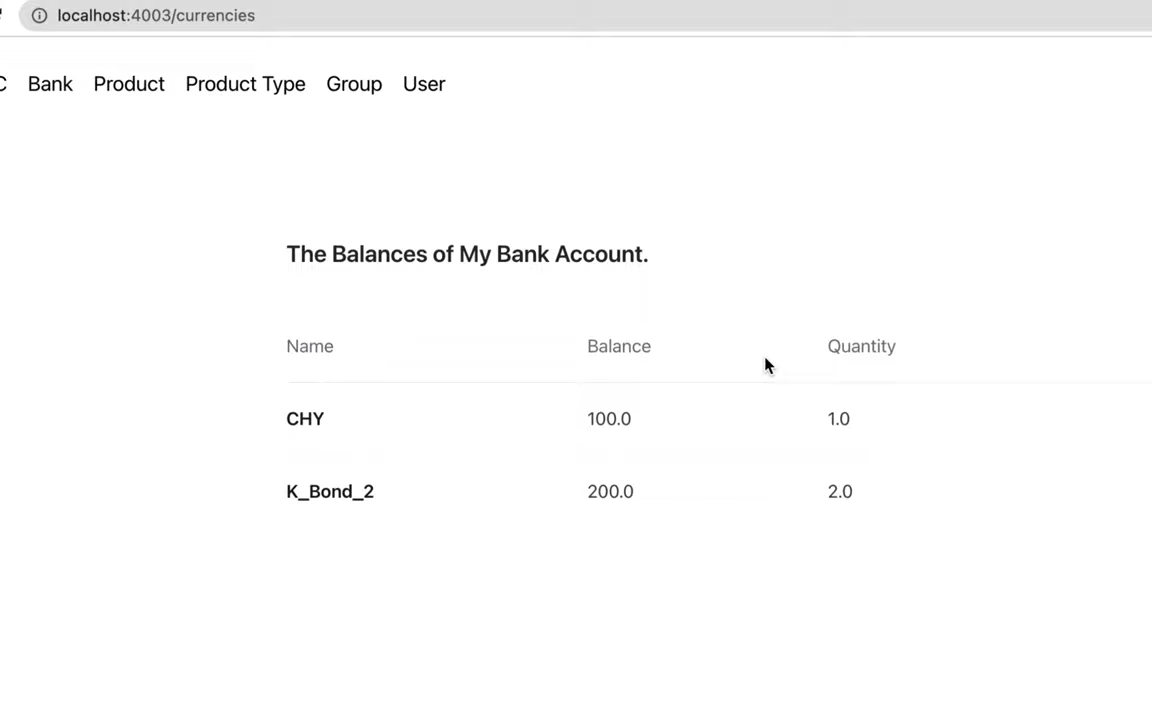 localhost:4003/currencies
Bank Product Product Type Group User
The Balances of My Bank Account.
Name Balance Quantity
CHY 100.0 1.0
K_Bond_2 200.0 2.0